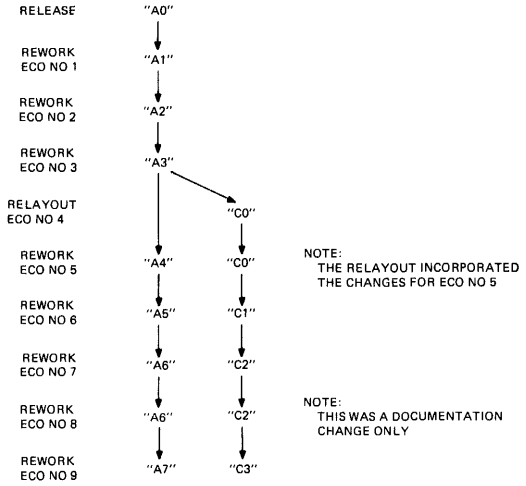 RELEASE "A0"
REWORK
ECO NO 1 "A1"
REWORK
ECO NO 2 "A2"
REWORK
ECO NO 3 "A3"
RELAYOUT
ECO NO 4 "C0"
REWORK
ECO NO 5 "A4" "C0"
NOTE:
THE RELAYOUT INCORPORATED
THE CHANGES FOR ECO NO 5
REWORK
ECO NO 6 "A5" "C1"
REWORK
ECO NO 7 "A6" "C2"
REWORK
ECO NO 8 "A6" "C2"
NOTE:
THIS WAS A DOCUMENTATION
CHANGE ONLY
REWORK
ECO NO 9 "A7" "C3"